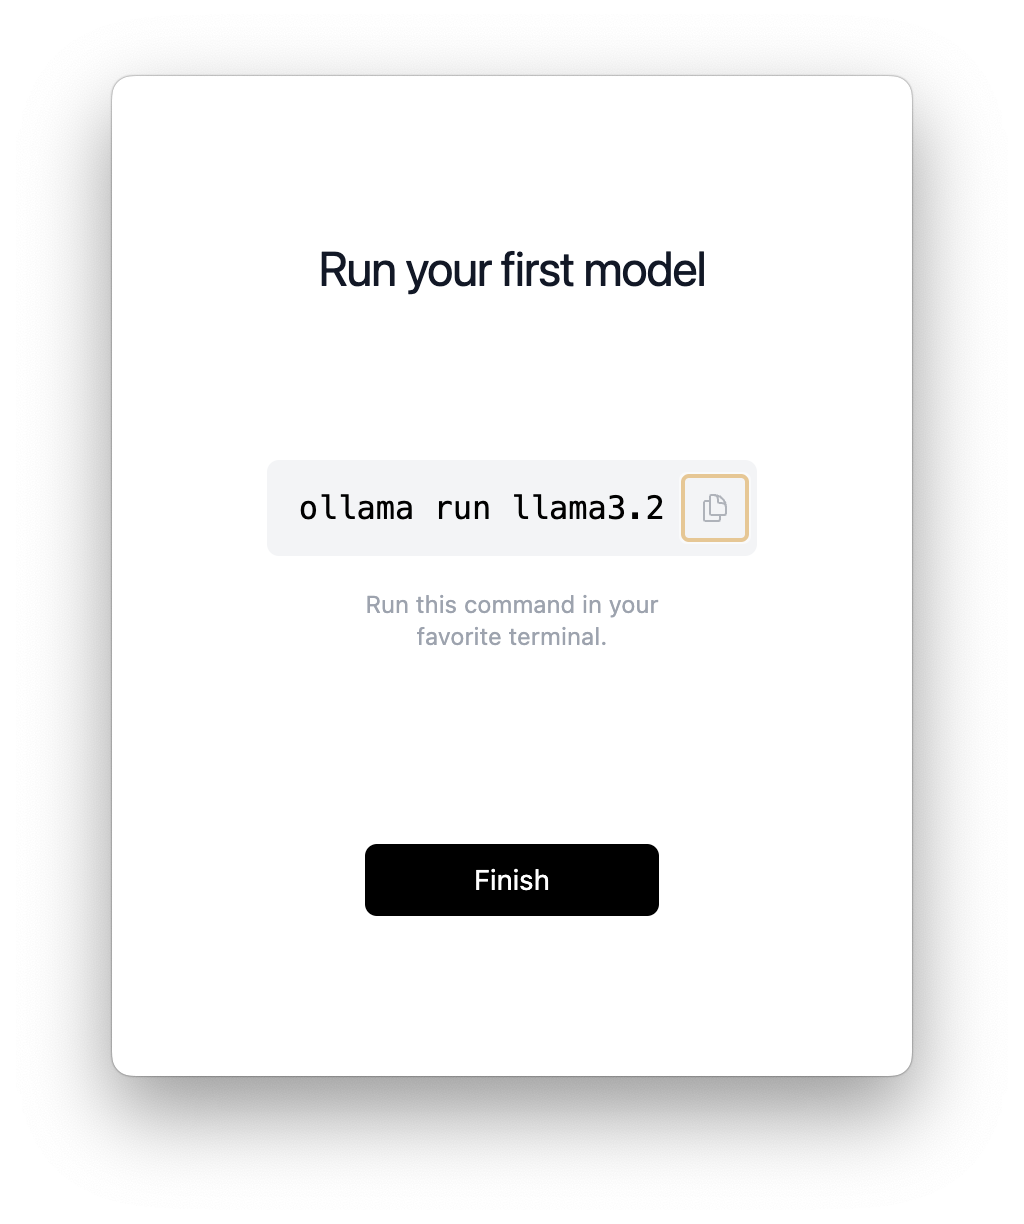 Run your first model
ollama run llama3.2
Run this command in your
favorite terminal.
Finish